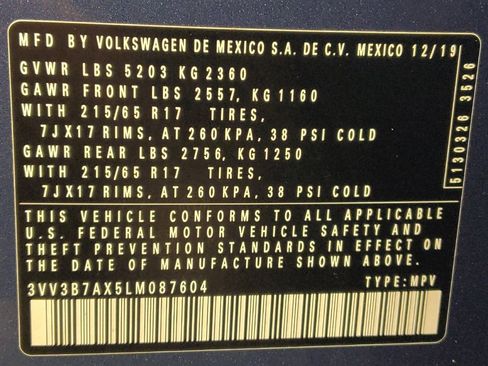 MFD BY VOLKSWAGEN DE MEXICO S.A. DE C.V. MEXICO 12/19
GVWR LBS 5203 KG 2360
GAWR FRONT LBS 2557, KG 1160
WITH 215/65 R17 TIRES,
7JX17 RIMS, AT 260 KPA, 38 PSI COLD
GAWR REAR LBS 2756, KG 1250
WITH 215/65 R17 TIRES,
7JX17 RIMS, AT 260 KPA, 38 PSI COLD
5130326 3526
THIS VEHICLE CONFORMS TO ALL APPLICABLE
U.S. FEDERAL MOTOR VEHICLE SAFETY AND
THEFT PREVENTION STANDARDS IN EFFECT ON
THE DATE OF MANUFACTURE SHOWN ABOVE.
3VV3B7AX5LM087604 TYPE: MPV